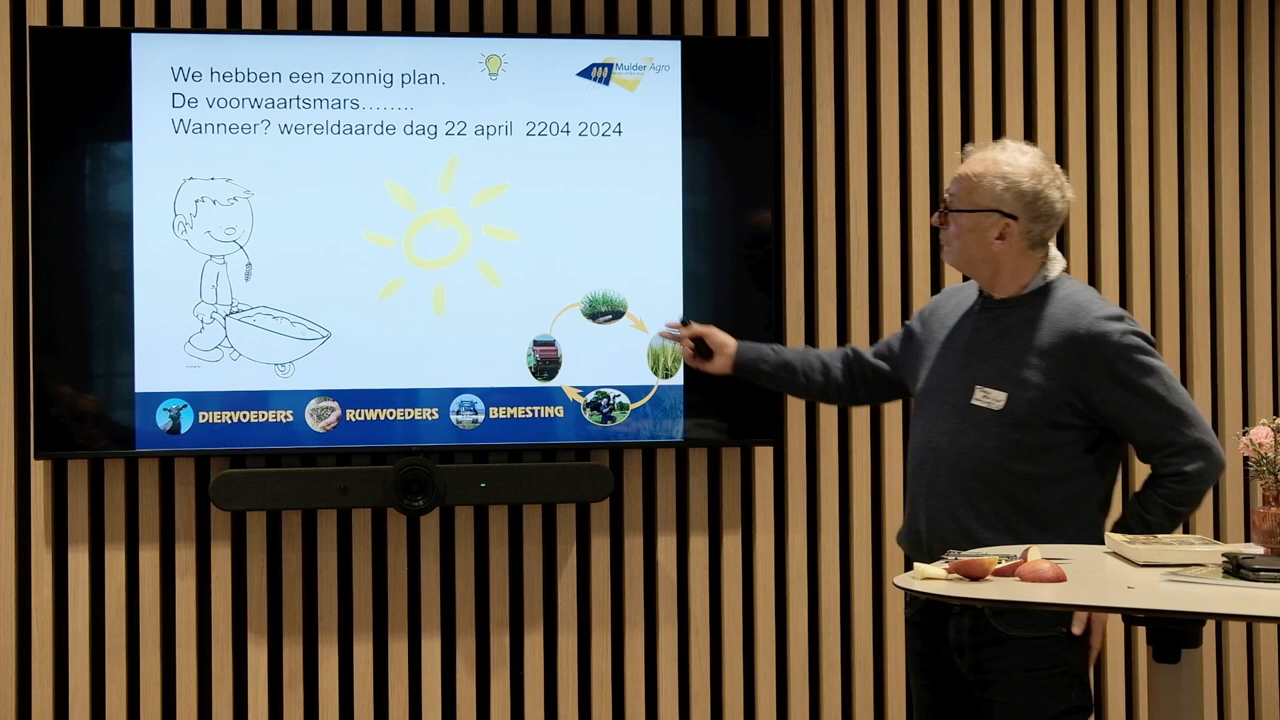 We hebben een zonnig plan.
De voorwaartsmars........
Wanneer? wereldaarde dag 22 april 2204 2024
Mulder Agro
DIERVOEDERS
RUWVOEDERS
BEMESTING